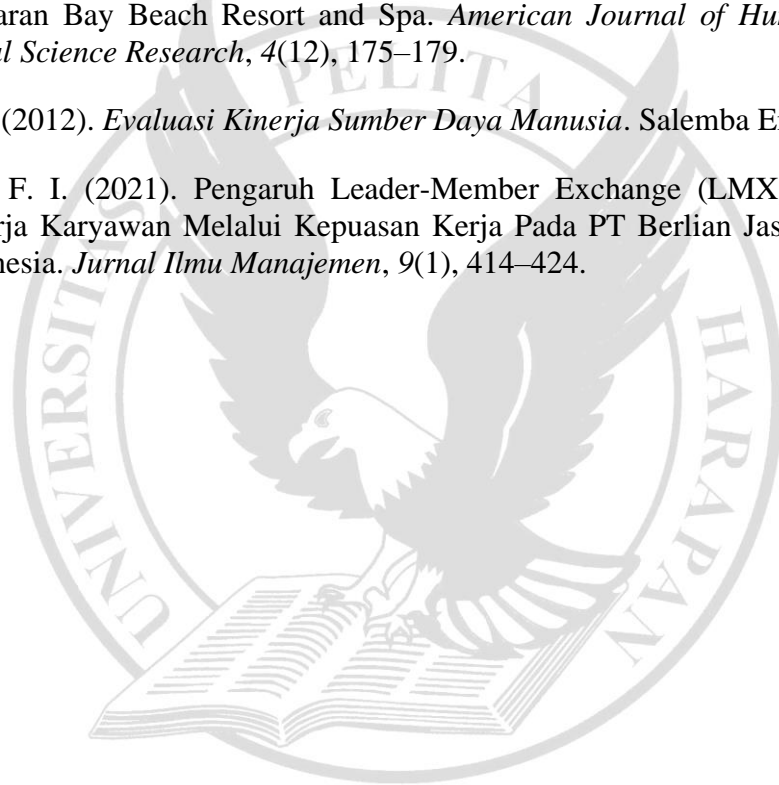 aran Bay Beach Resort and Spa. American Journal of Hu
l Science Research, 4(12), 175–179.
(2012). Evaluasi Kinerja Sumber Daya Manusia. Salemba E
F. I. (2021). Pengaruh Leader-Member Exchange (LMX
rja Karyawan Melalui Kepuasan Kerja Pada PT Berlian Jas
nesia. Jurnal Ilmu Manajemen, 9(1), 414–424.
UNIVERSITAS PELITA HARAPAN